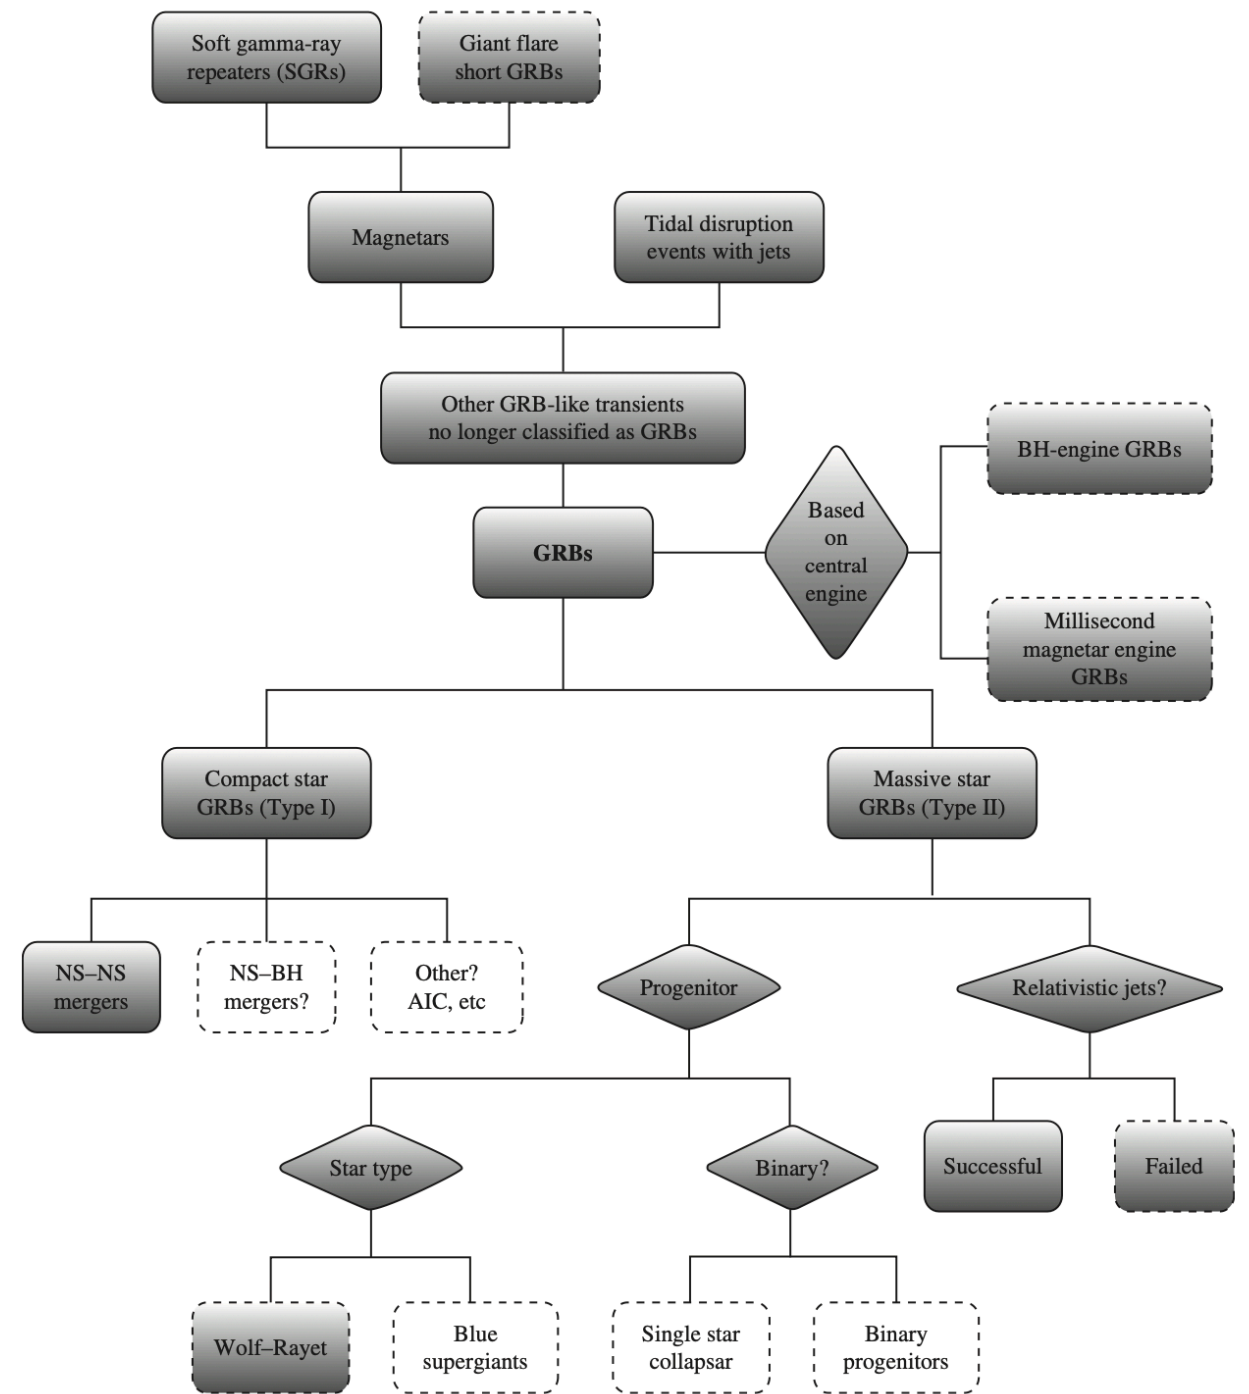 Soft gamma-ray
repeaters (SGRs)
Giant flare
short GRBs
Magnetars
Tidal disruption
events with jets
Other GRB-like transients
no longer classified as GRBs
BH-engine GRBs
Based
on
central
engine
GRBs
Millisecond
magnetar engine
GRBs
Compact star
GRBs (Type I)
Massive star
GRBs (Type II)
NS–NS
mergers
NS–BH
mergers?
Other?
AIC, etc
Progenitor
Relativistic jets?
Star type
Binary?
Successful
Failed
Wolf–Rayet
Blue
supergiants
Single star
collapsar
Binary
progenitors